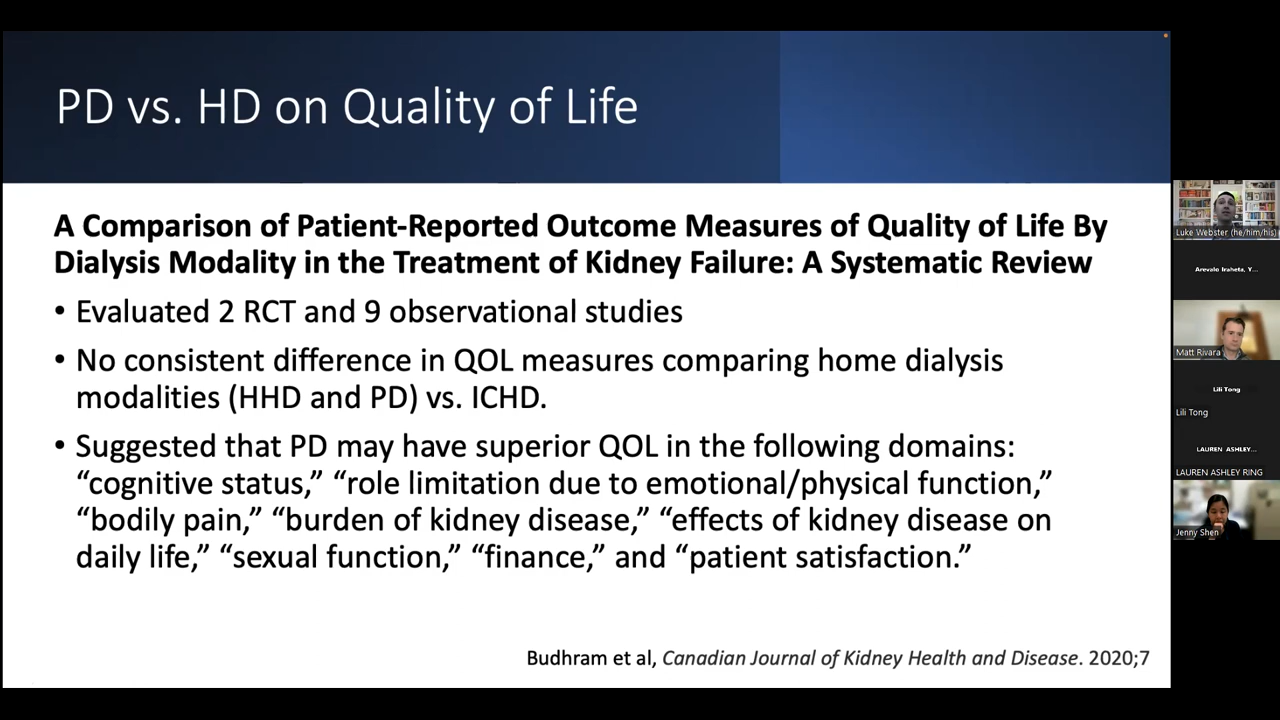 PD vs. HD on Quality of Life
A Comparison of Patient-Reported Outcome Measures of Quality of Life By
Dialysis Modality in the Treatment of Kidney Failure: A Systematic Review
• Evaluated 2 RCT and 9 observational studies
• No consistent difference in QOL measures comparing home dialysis
modalities (HHD and PD) vs. ICHD.
• Suggested that PD may have superior QOL in the following domains:
“cognitive status,” “role limitation due to emotional/physical function,”
“bodily pain,” “burden of kidney disease,” “effects of kidney disease on
daily life,” “sexual function,” “finance,” and “patient satisfaction.”
Budhram et al, Canadian Journal of Kidney Health and Disease. 2020;7
Luke Webster (he/him/his)
Arevalo Iraheta, Y...
Matt Rivara
Lili Tong
Lili Tong
LAUREN ASHLEY...
LAUREN ASHLEY RING
Jenny Shen